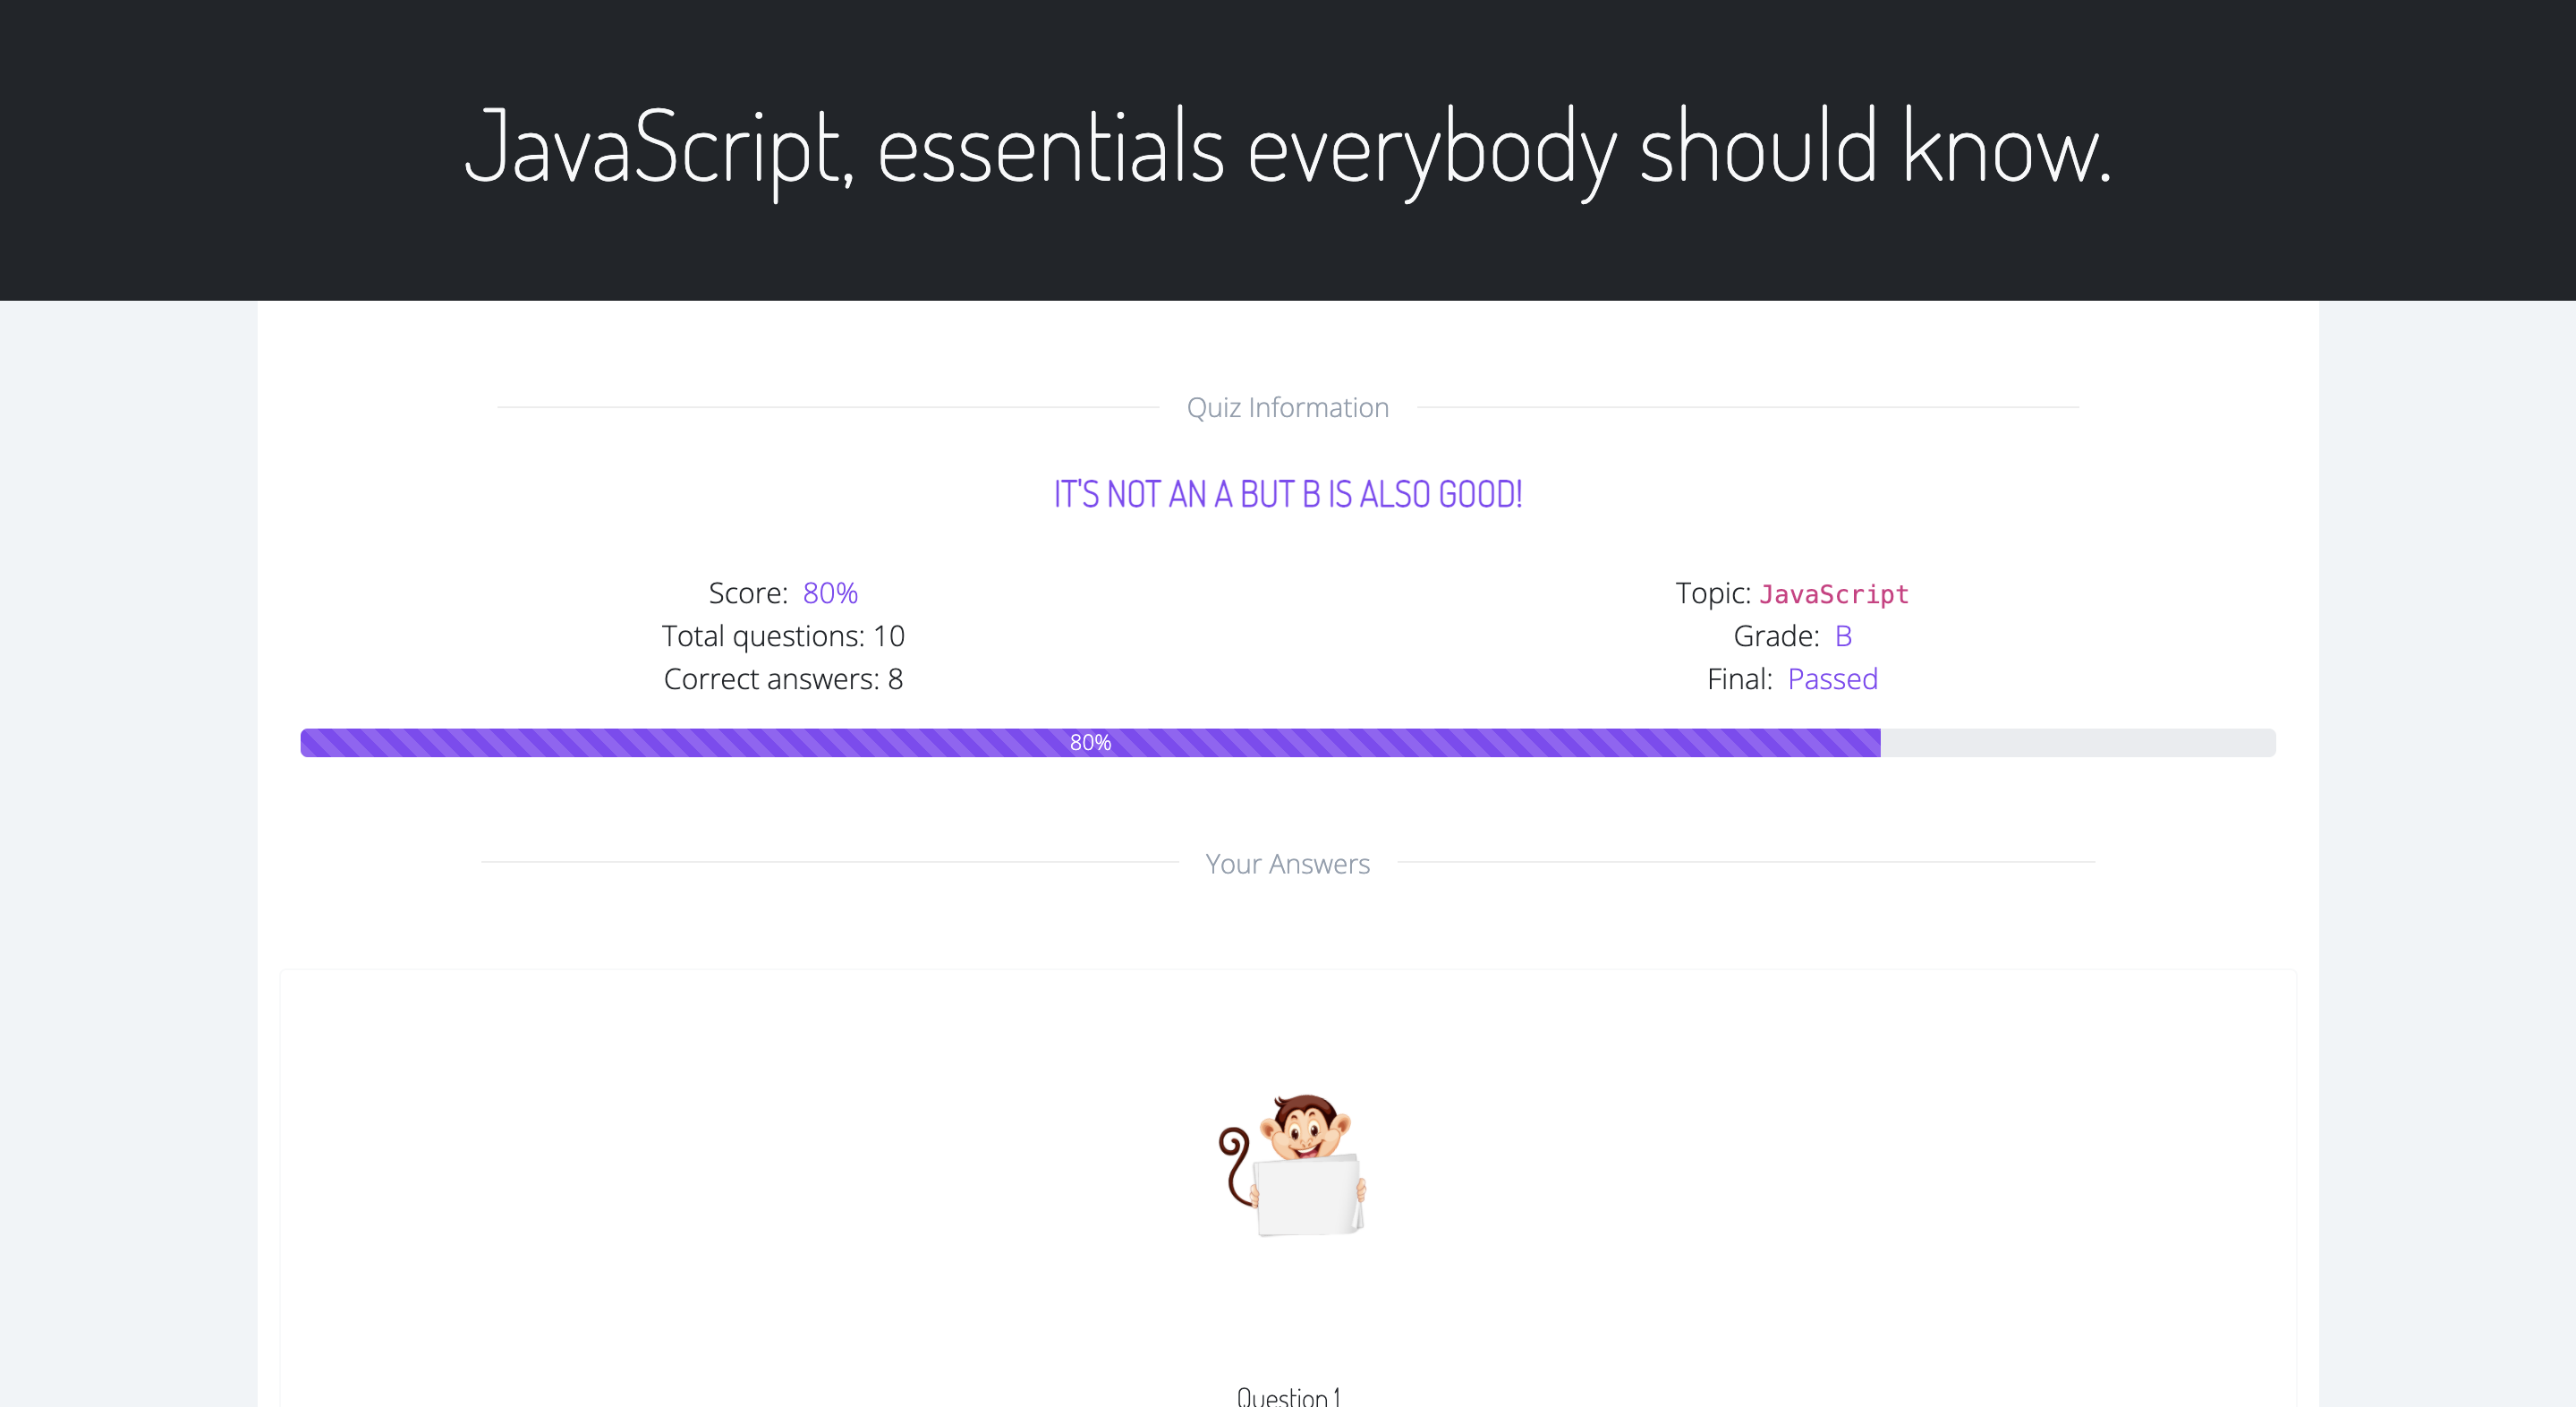 JavaScript, essentials everybody should know.
Quiz Information
IT'S NOT AN A BUT B IS ALSO GOOD!
Score: 80%
Total questions: 10
Correct answers: 8
Topic: JavaScript
Grade: B
Final: Passed
80%
Your Answers
Question 1